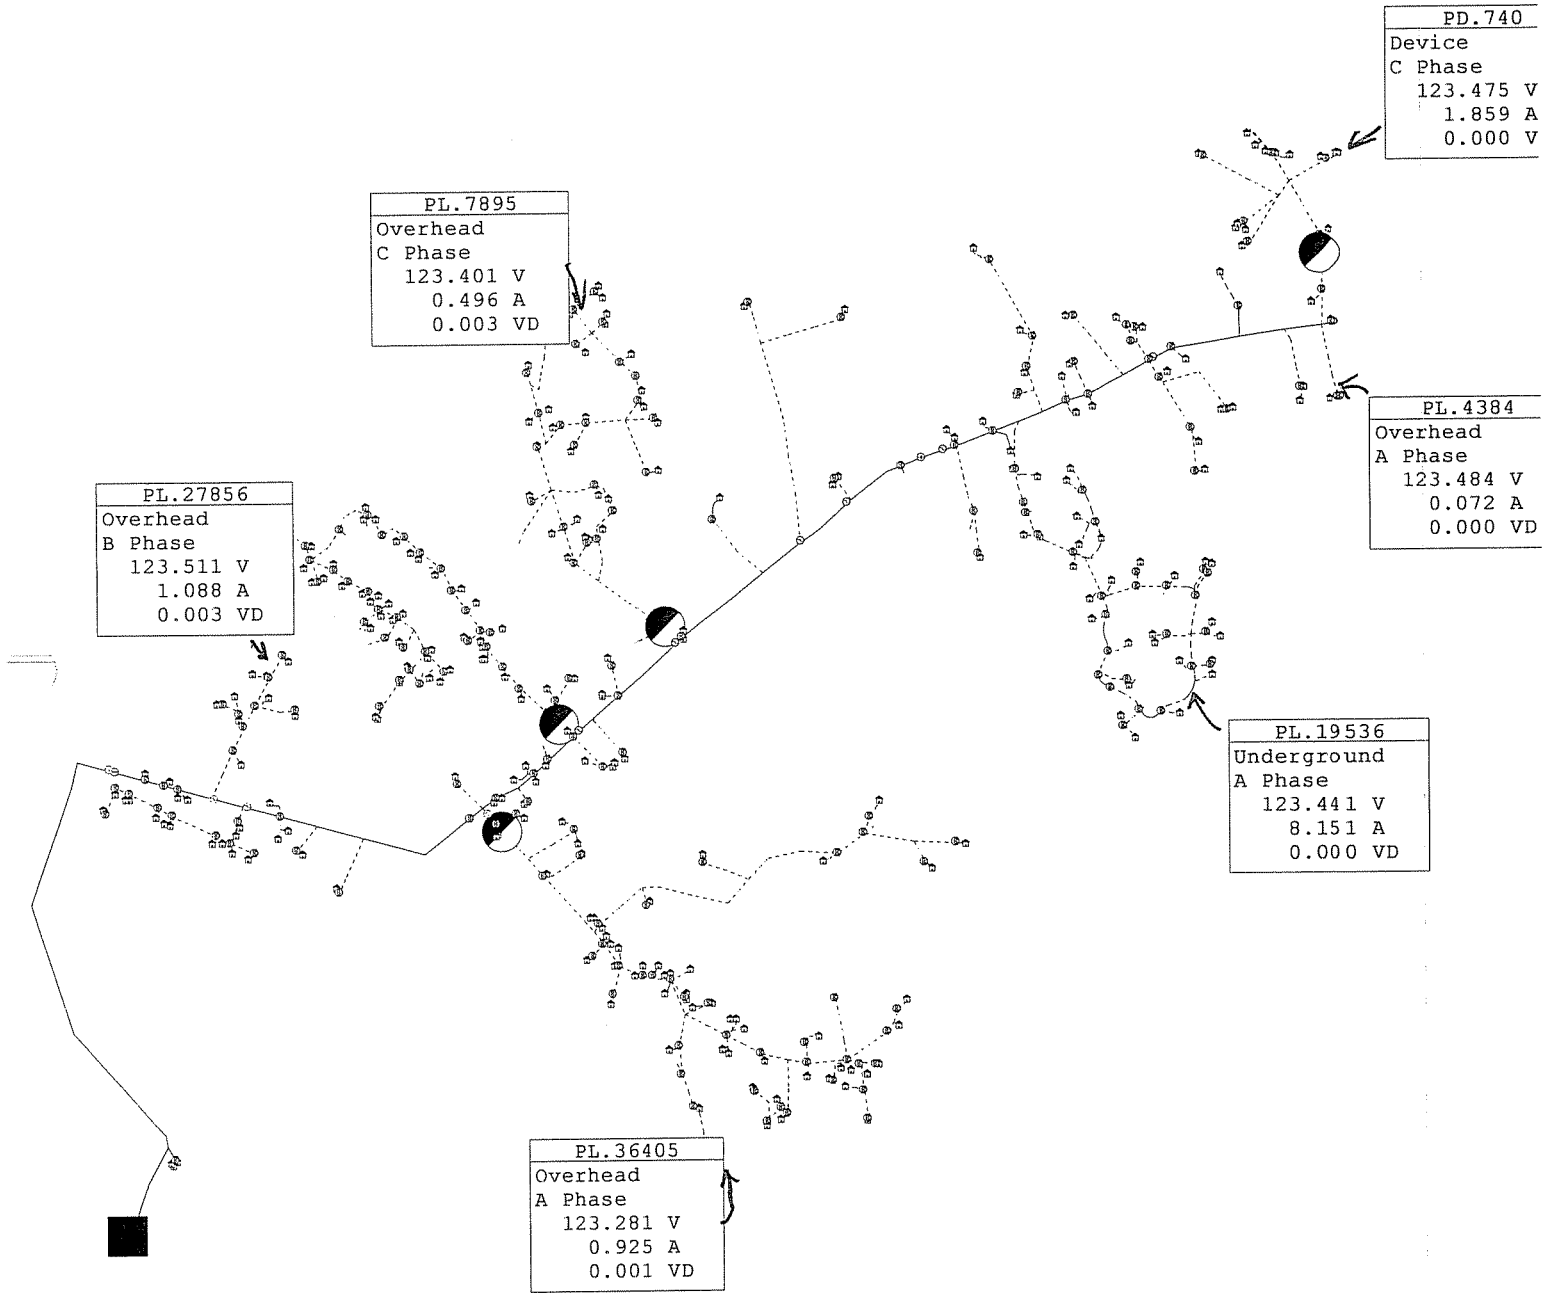 PD.740
Device
C Phase
123.475 V
1.859 A
0.000 V
PL.7895
Overhead
C Phase
123.401 V
0.496 A
0.003 VD
PL.4384
Overhead
A Phase
123.484 V
0.072 A
0.000 VD
PL.27856
Overhead
B Phase
123.511 V
1.088 A
0.003 VD
PL.19536
Underground
A Phase
123.441 V
8.151 A
0.000 VD
PL.36405
Overhead
A Phase
123.281 V
0.925 A
0.001 VD